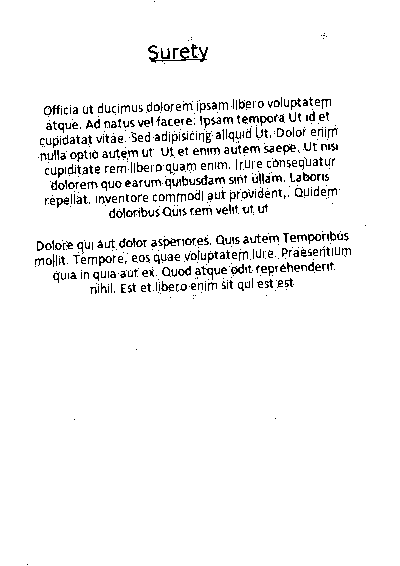 Surety
Officia ut ducimus dolorem ipsam libero voluptatem
atque. Ad natus vel facere. Ipsam tempora Ut id et
cupidatat vitae. Sed adipisicing aliquid Ut. Dolor enim
nulla optio autem ut Ut et enim autem saepe. Ut nisi
cupiditate rem libero quam enim. Irure consequatur
dolorem quo earum quibusdam sint ullam. Laboris
repellat. inventore commodi aut provident,. Quidem
doloribus Quis rem velit ut ut
Dolore qui aut dolor asperiores. Quis autem Temporibus
mollit. Tempore, eos quae voluptatem Iure. Praesentium
quia in quia aut ex. Quod atque odit reprehenderit
nihil. Est et libero enim sit qui est est